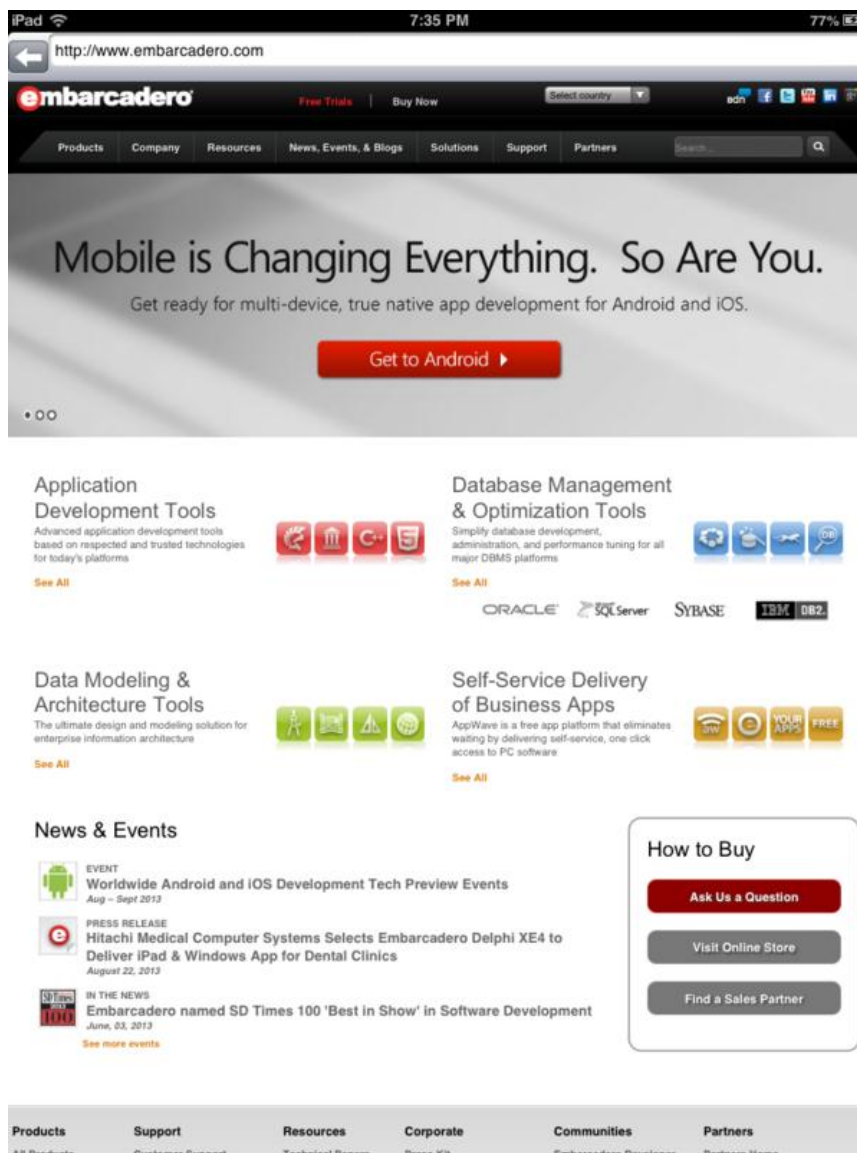 iPad
7:35 PM
77%
http://www.embarcadero.com
embarcadero
Free Trials
Buy Now
Select country
Products
Company
Resources
News, Events, & Blogs
Solutions
Support
Partners
Search...
Mobile is Changing Everything. So Are You.
Get ready for multi-device, true native app development for Android and iOS.
Get to Android
Application
Development Tools
Advanced application development tools
based on respected and trusted technologies
for today's platforms
See All
C++
5
Database Management
& Optimization Tools
Simplify database development,
administration, and performance tuning for all
major DBMS platforms
See All
DB
ORACLE
SQL Server
SYBASE
IBM DB2.
Data Modeling &
Architecture Tools
The ultimate design and modeling solution for
enterprise information architecture
See All
Self-Service Delivery
of Business Apps
AppWave is a free app platform that eliminates
waiting by delivering self-service, one click
access to PC software
See All
YOUR
APPS
FREE
News & Events
EVENT
Worldwide Android and iOS Development Tech Preview Events
Aug – Sept 2013
PRESS RELEASE
Hitachi Medical Computer Systems Selects Embarcadero Delphi XE4 to
Deliver iPad & Windows App for Dental Clinics
August 22, 2013
SD Times
100
IN THE NEWS
Embarcadero named SD Times 100 'Best in Show' in Software Development
June, 03, 2013
See more events
How to Buy
Ask Us a Question
Visit Online Store
Find a Sales Partner
Products
Support
Resources
Corporate
Communities
Partners